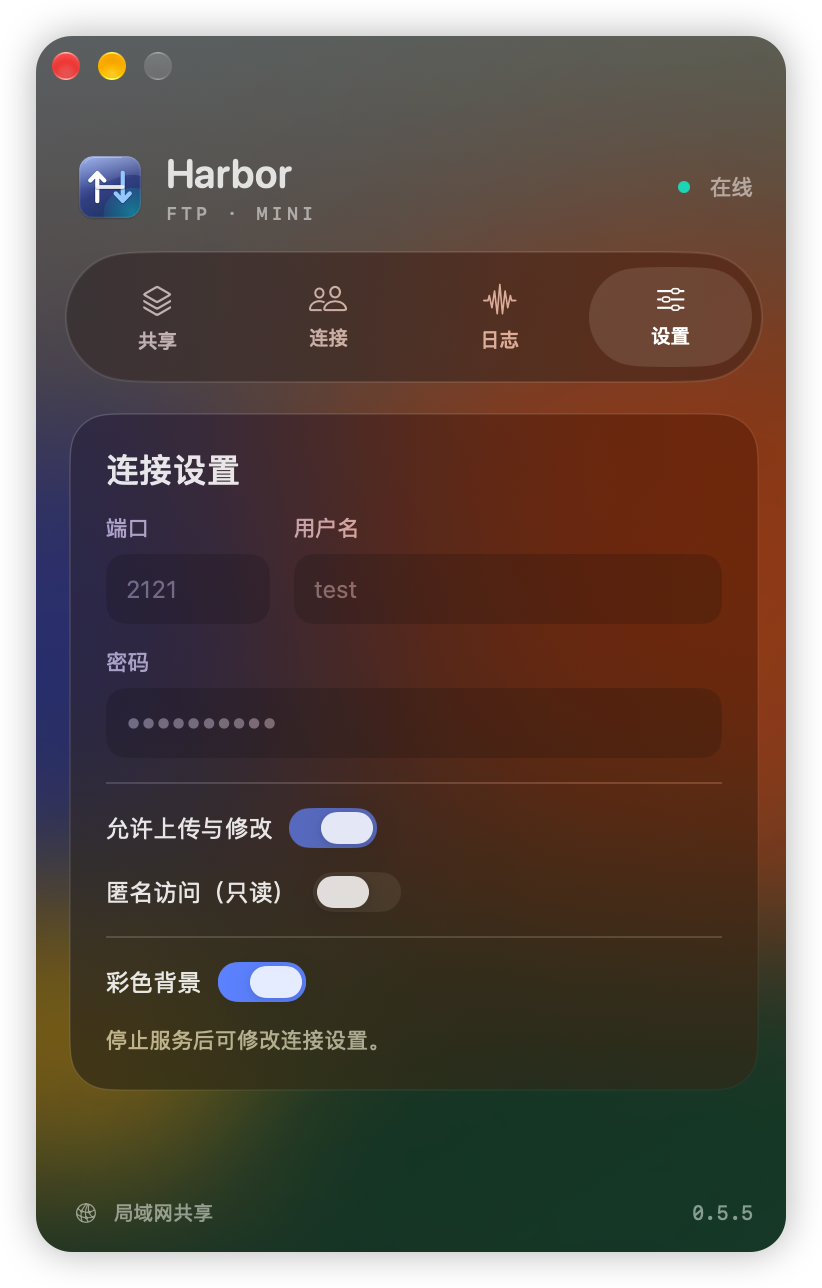 Harbor
FTP · MINI
在线
共享
连接
日志
设置
连接设置
端口
用户名
2121
test
密码
••••••••••
允许上传与修改
匿名访问（只读）
彩色背景
停止服务后可修改连接设置。
局域网共享
0.5.5